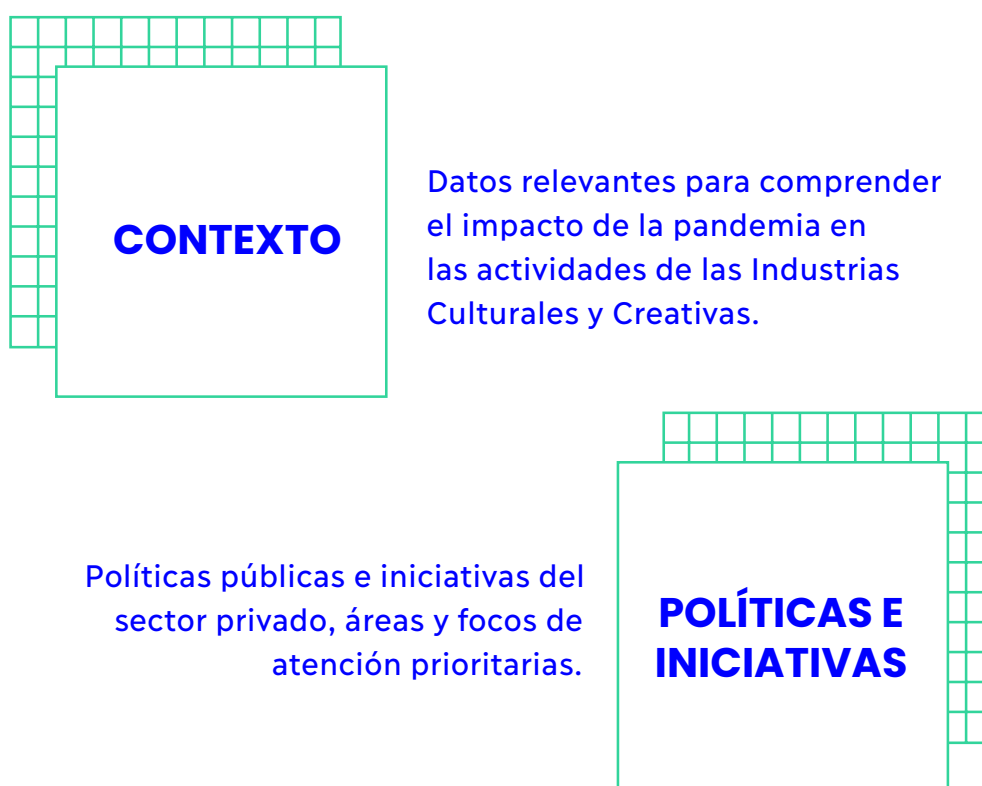 CONTEXTO
Datos relevantes para comprender
el impacto de la pandemia en
las actividades de las Industrias
Culturales y Creativas.
Políticas públicas e iniciativas del
sector privado, áreas y focos de
atención prioritarias.
POLÍTICAS E
INICIATIVAS